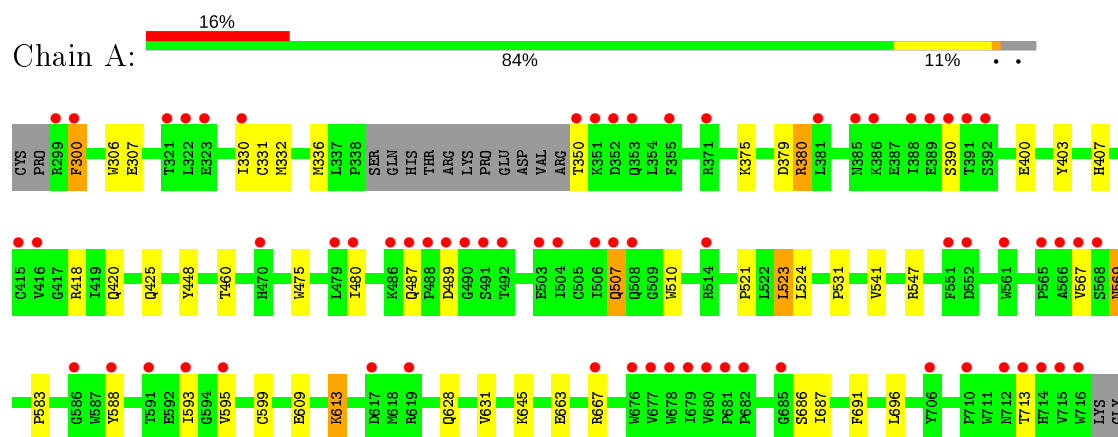 16%
Chain A:
84% 11% • •
CYS PRO R299 F300 W306 E307 T321 L322 E323 I330 C331 M332 M336 L337 P338 SER GLN HIS THR ARG LYS PRO GLU ASP VAL ARG T350 K351 D352 Q353 L354 F355 R371 K375 D379 R380 L381 N385 K386 E387 I388 E389 S390 T391 S392 E400 Y403 H407
C415 V416 G417 R418 I419 Q420 Q425 Y448 T460 H470 W475 L479 I480 K486 Q487 P488 D489 G490 S491 T492 E503 I504 C505 I506 Q507 Q508 G509 W510 R514 P521 L522 L523 L524 P531 V541 R547 F551 D552 W561 P565 A566 V567 S568 N569
P583 G586 W587 Y588 T591 E592 I593 G594 V595 C599 E609 K613 D617 M618 R619 Q628 V631 K645 E663 R667 W676 V677 W678 I679 V680 P681 P682 G685 S686 I687 F691 L696 Y706 P710 W711 N712 T713 H714 V715 W716 LYS